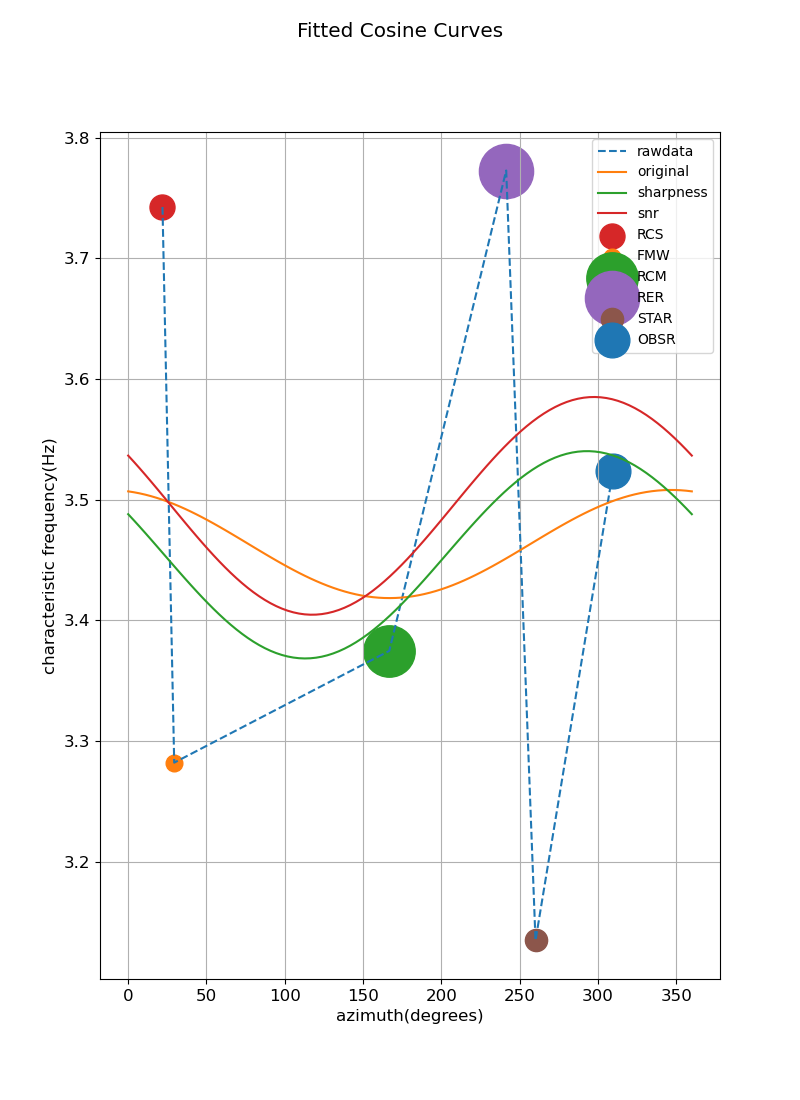 Fitted Cosine Curves
3.8
3.7
3.6
3.5
3.4
3.3
3.2
characteristic frequency(Hz)
rawdata
original
sharpness
snr
RCS
FMW
RCM
RER
STAR
OBSR
0 50 100 150 200 250 300 350
azimuth(degrees)